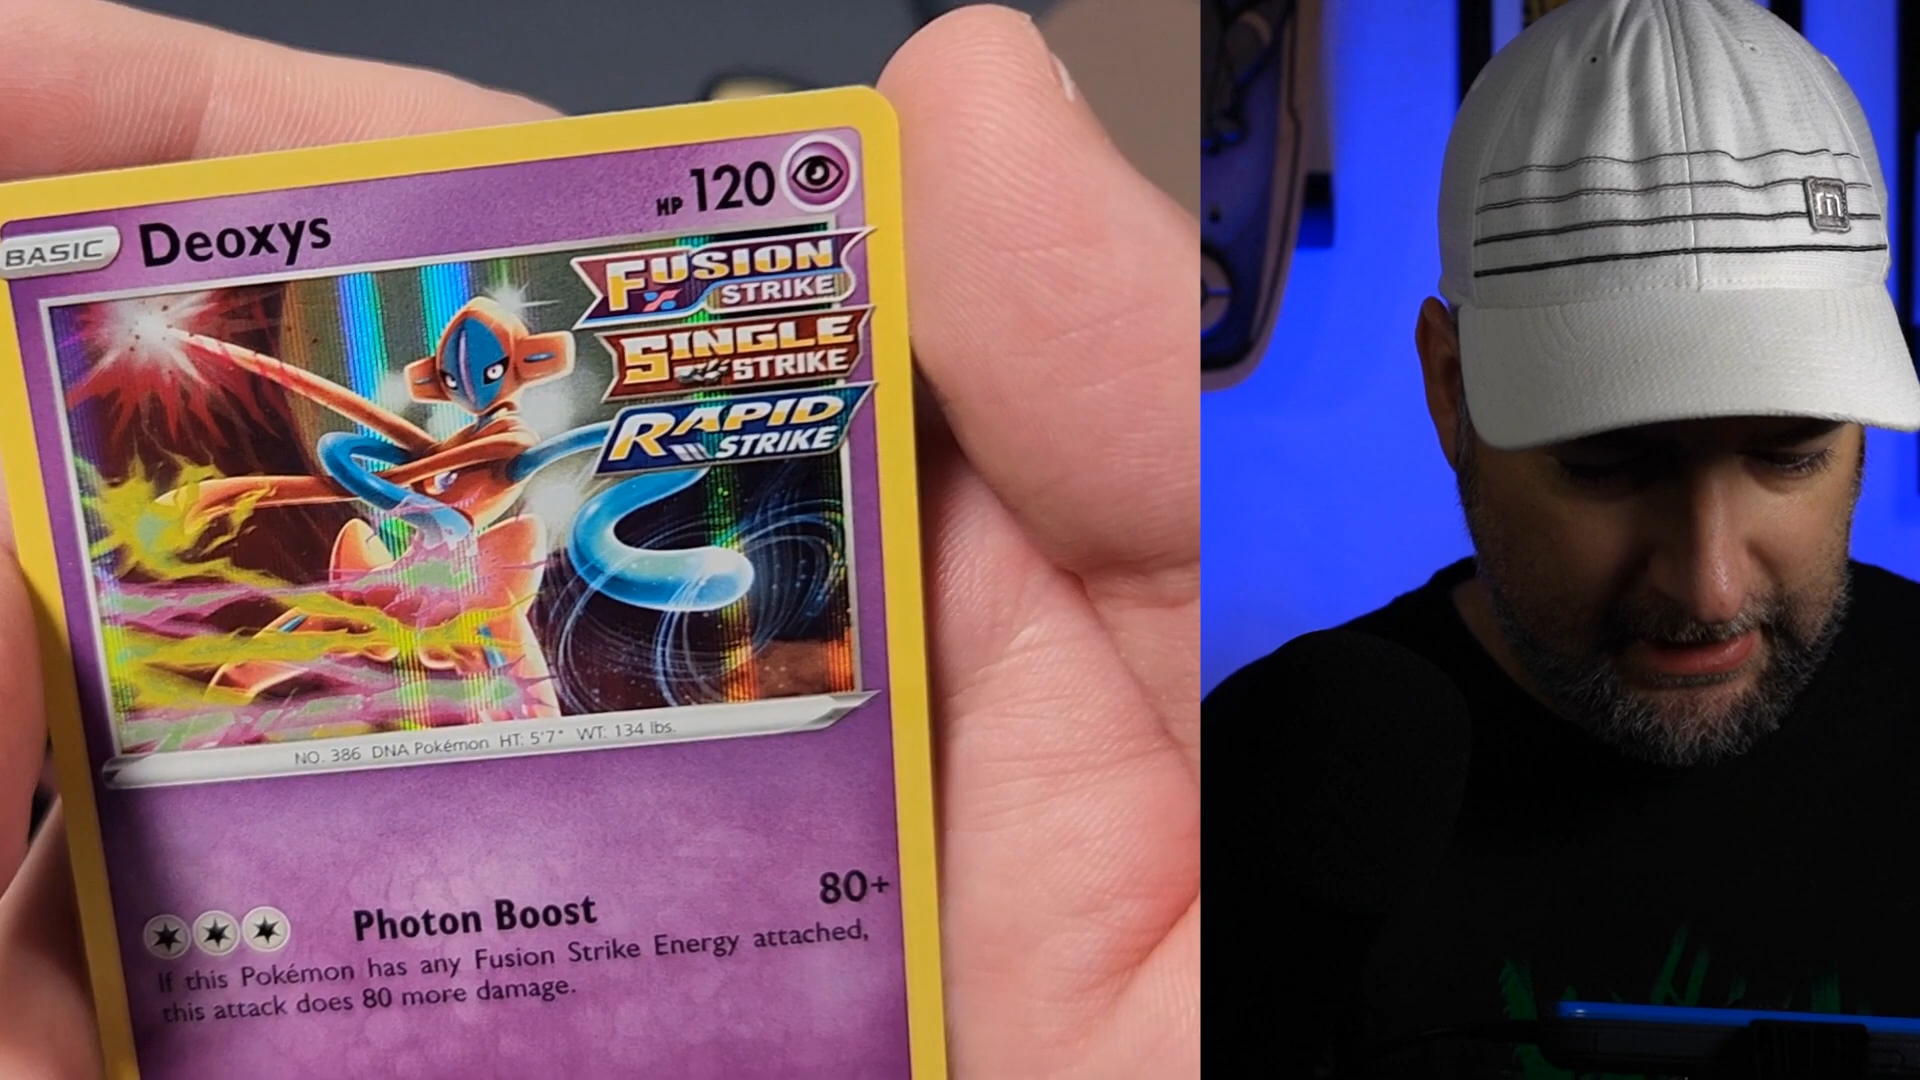 BASIC Deoxys HP 120
FUSION
STRIKE
SINGLE
STRIKE
RAPID
STRIKE
NO. 386 DNA Pokémon HT: 5'7" WT: 134 lbs.
Photon Boost 80+
If this Pokémon has any Fusion Strike Energy attached,
this attack does 80 more damage.
m